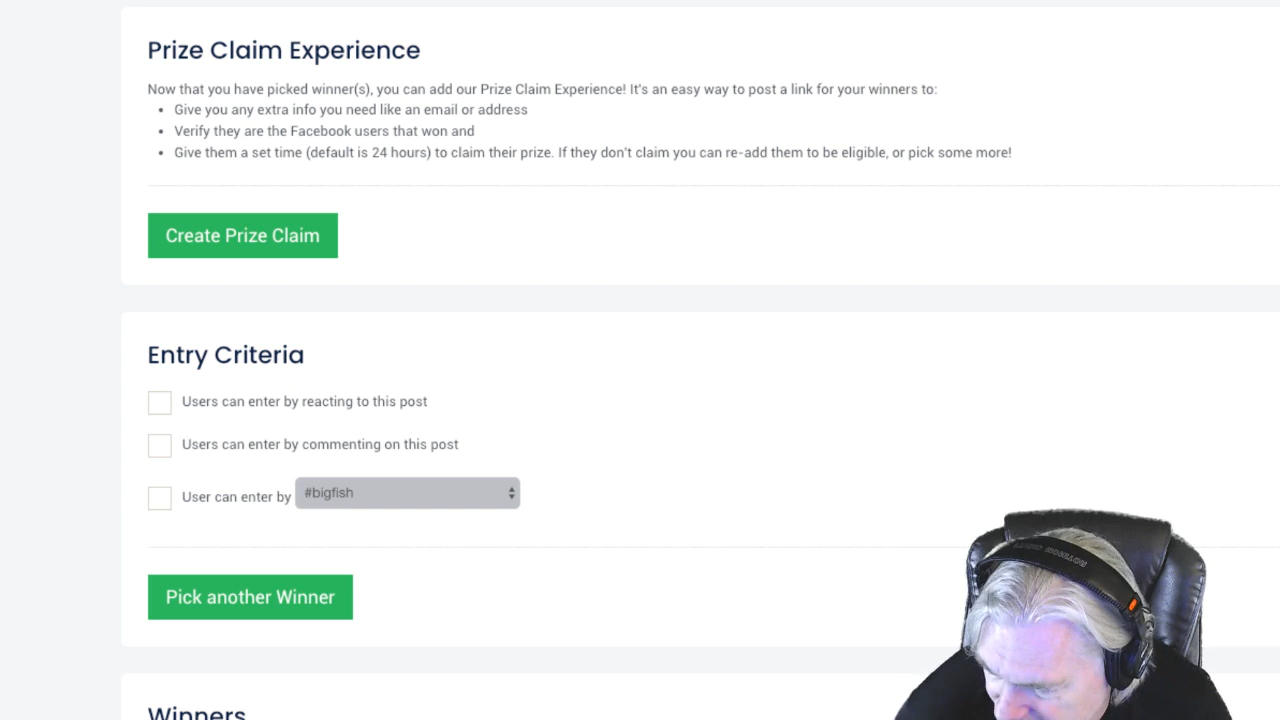 Prize Claim Experience
Now that you have picked winner(s), you can add our Prize Claim Experience! It's an easy way to post a link for your winners to:
Give you any extra info you need like an email or address
Verify they are the Facebook users that won and
Give them a set time (default is 24 hours) to claim their prize. If they don't claim you can re-add them to be eligible, or pick some more!
Create Prize Claim
Entry Criteria
Users can enter by reacting to this post
Users can enter by commenting on this post
User can enter by #bigfish
Pick another Winner
Winners